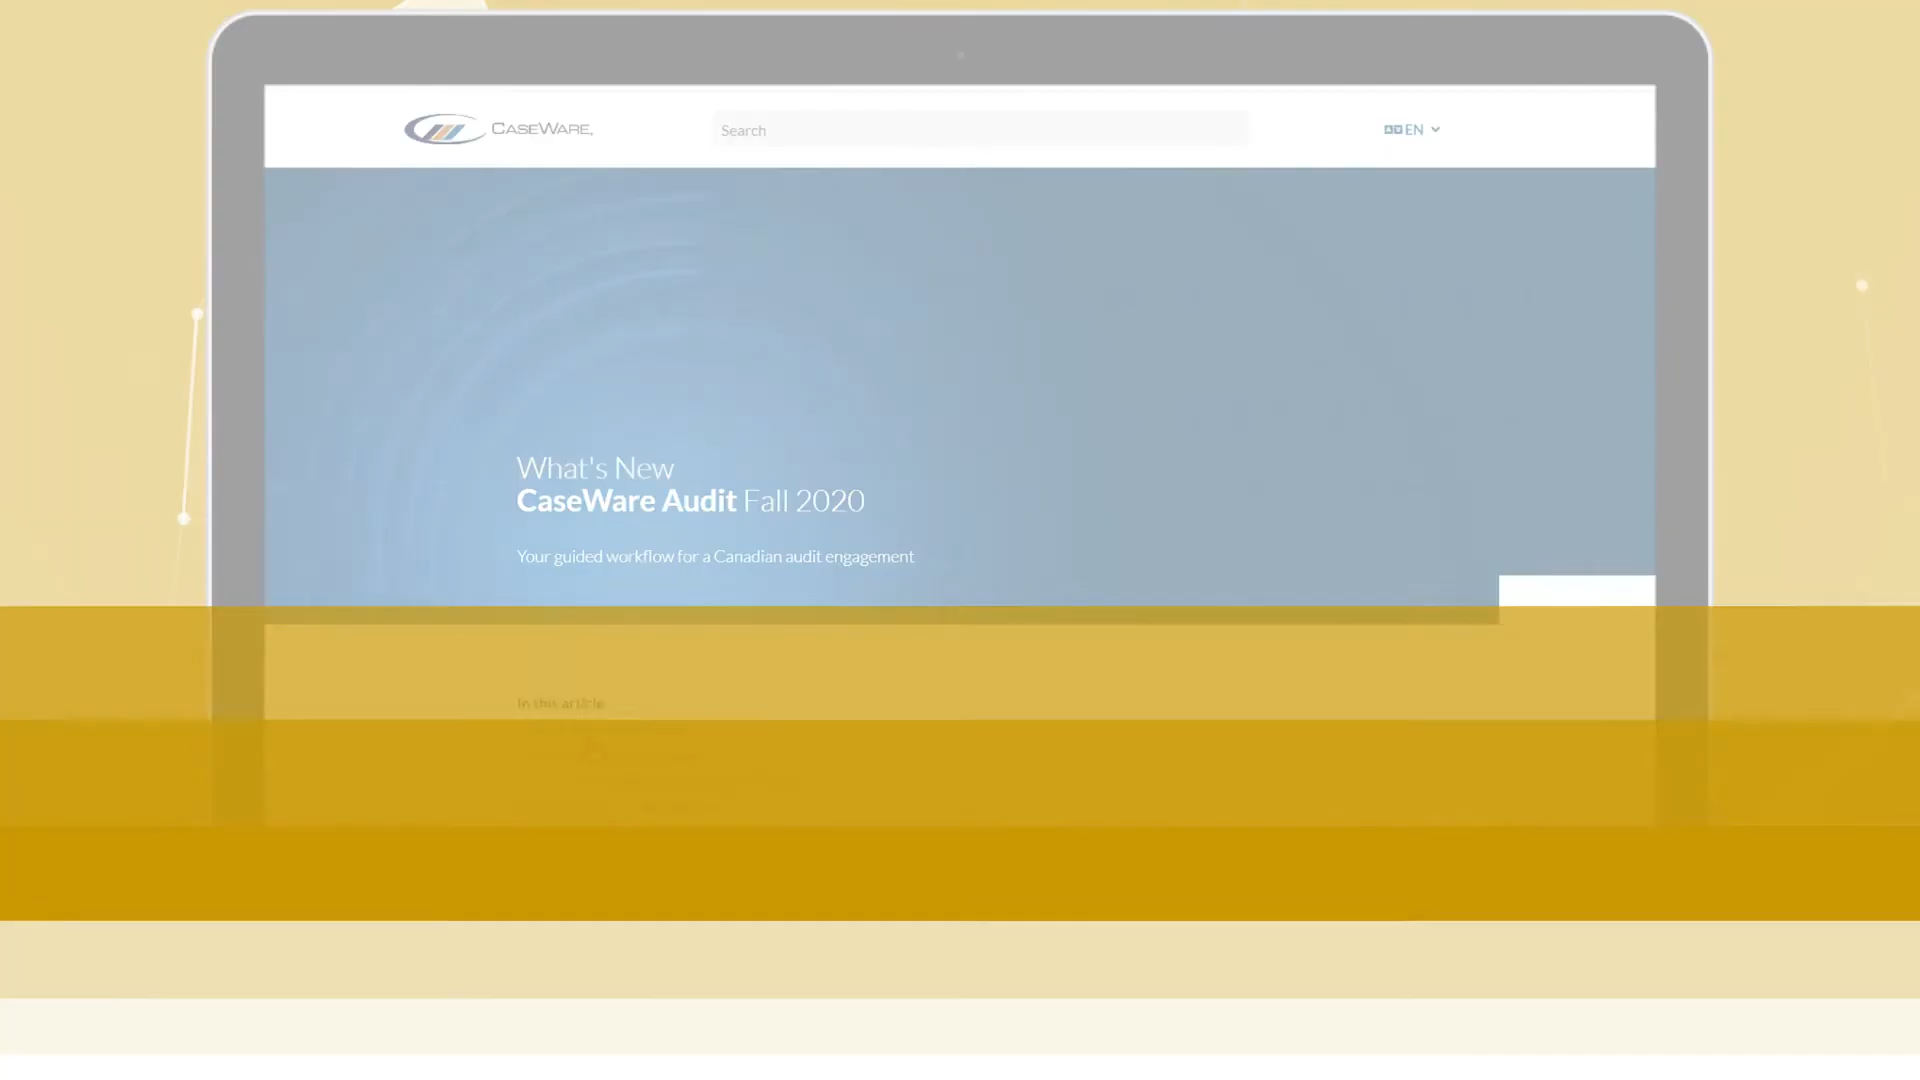 CASEWARE®
Search
EN
What's New
CaseWare Audit Fall 2020
Your guided workflow for a Canadian audit engagement
In this article